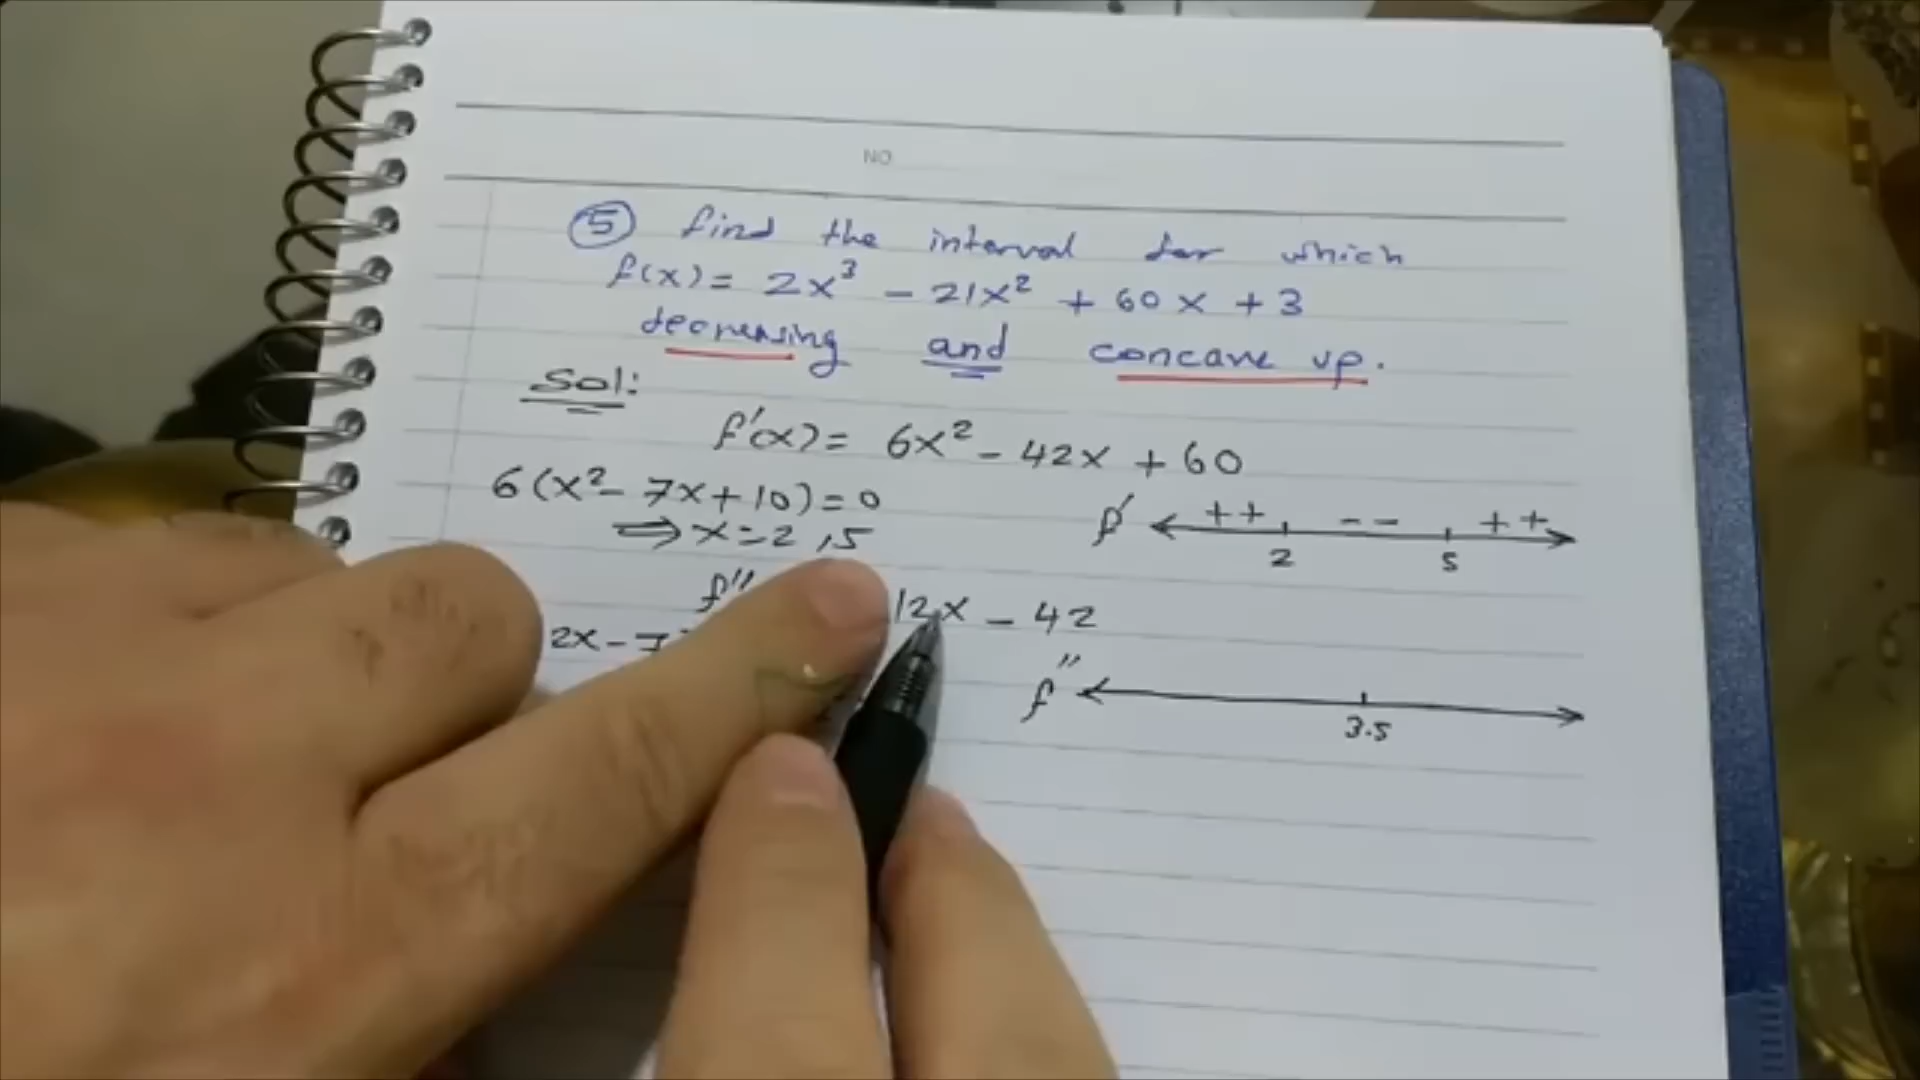 NO
⑤ find the interval for which
f(x) = 2x³ - 21x² + 60x + 3
decreasing and concave up.
Sol:
f'(x) = 6x² - 42x + 60
6(x² - 7x + 10) = 0
⟹ x = 2, 5
f' ++ -- ++
2 5
f'' 12x - 42
2x - 7
f''
3.5